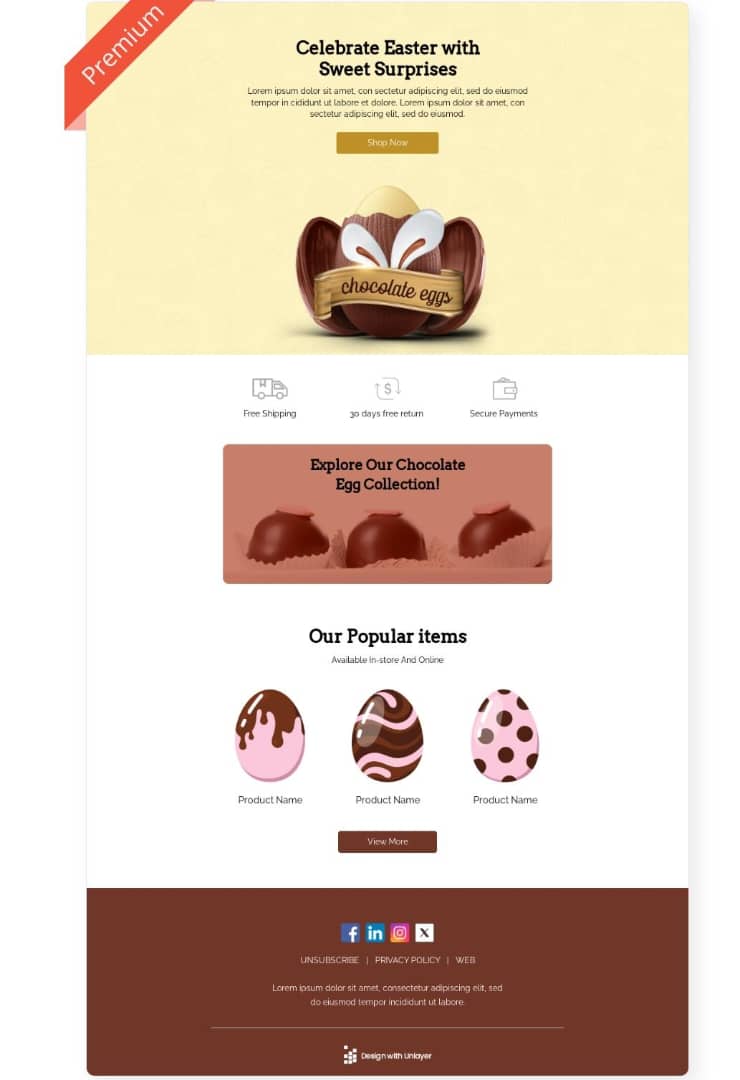 Premium
Celebrate Easter with
Sweet Surprises
Lorem ipsum dolor sit amet, con sectetur adipiscing elit, sed do eiusmod
tempor in cididunt ut labore et dolore. Lorem ipsum dolor sit amet, con
sectetur adipiscing elit, sed do eiusmod.
Shop Now
chocolate eggs
Free Shipping
30 days free return
Secure Payments
Explore Our Chocolate
Egg Collection!
Our Popular items
Available In-store And Online
Product Name
Product Name
Product Name
View More
UNSUBSCRIBE | PRIVACY POLICY | WEB
Lorem ipsum dolor sit amet, consectetur adipiscing elit, sed
do eiusmod tempor incididunt ut labore.
Design with Unlayer